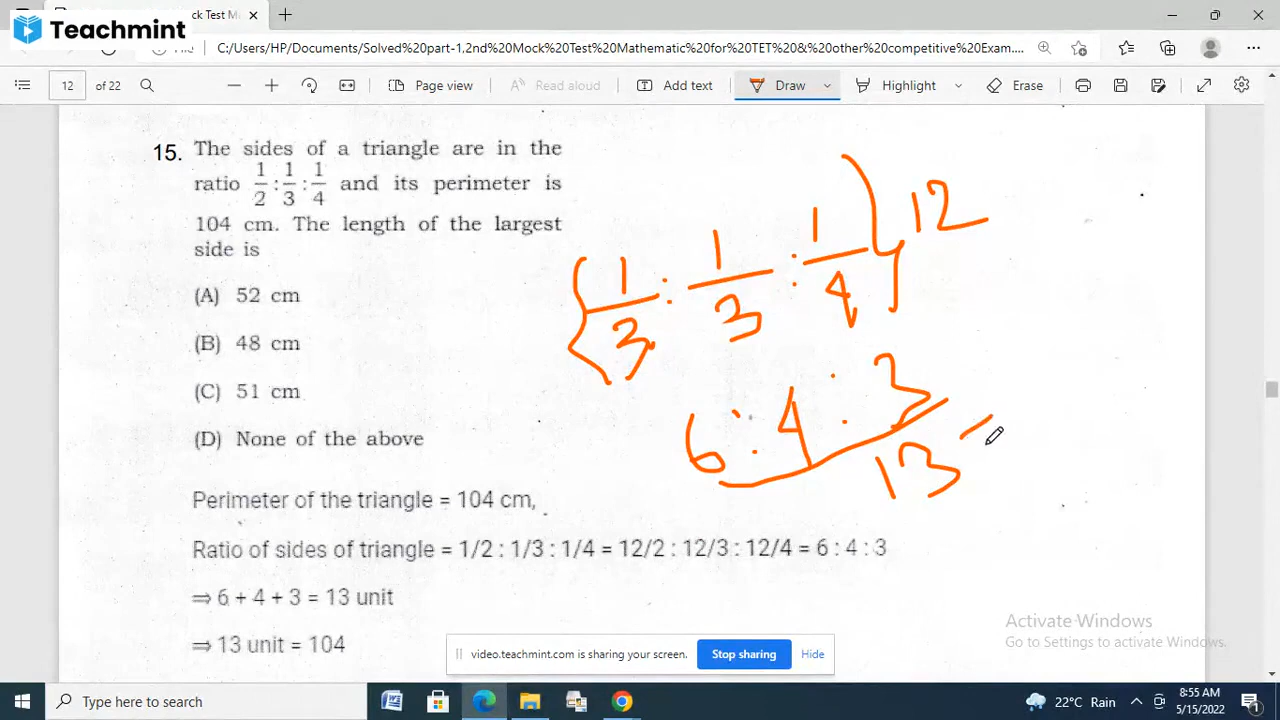 Teachmint
ck Test M
C:/Users/HP/Documents/Solved%20part-1,2nd%20Mock%20Test%20Mathematic%20for%20TET%20&%20other%20competitive%20Exam....
12 of 22
Page view
Read aloud
Add text
Draw
Highlight
Erase
15. The sides of a triangle are in the
ratio 1/2 : 1/3 : 1/4 and its perimeter is
104 cm. The length of the largest
side is
(A) 52 cm
(B) 48 cm
(C) 51 cm
(D) None of the above
1/3 : 1/3 : 1/4 12
6 : 4 : 3
13
Perimeter of the triangle = 104 cm,
Ratio of sides of triangle = 1/2 : 1/3 : 1/4 = 12/2 : 12/3 : 12/4 = 6 : 4 : 3
⇒ 6 + 4 + 3 = 13 unit
⇒ 13 unit = 104
Activate Windows
Go to Settings to activate Windows.
video.teachmint.com is sharing your screen.
Stop sharing
Hide
Type here to search
22°C Rain
8:55 AM
5/15/2022